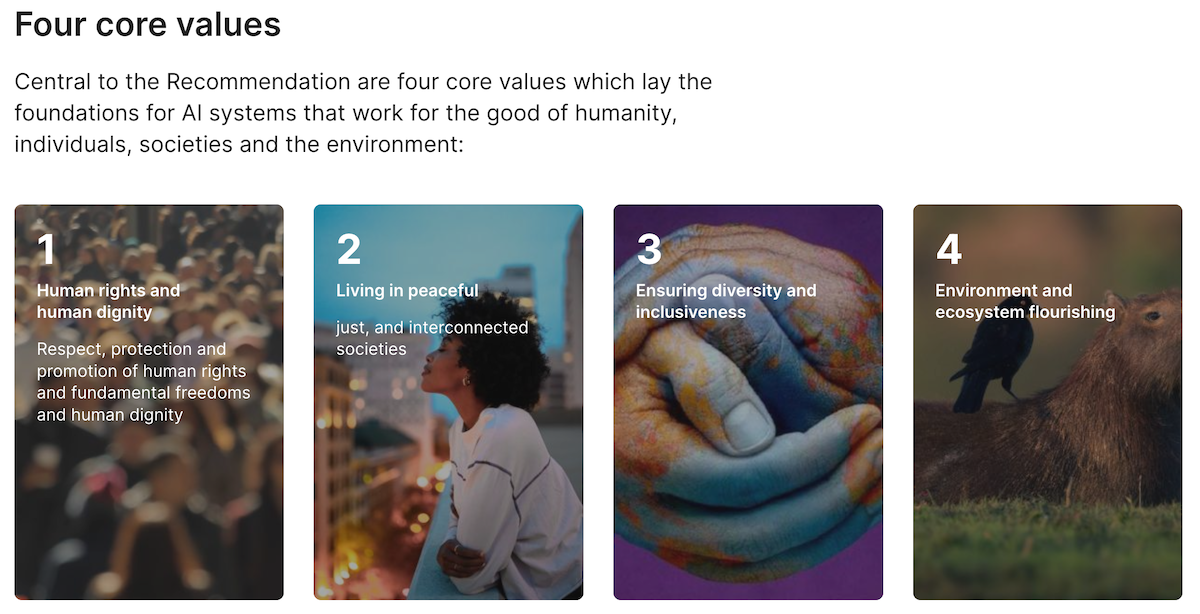 Four core values
Central to the Recommendation are four core values which lay the
foundations for AI systems that work for the good of humanity,
individuals, societies and the environment:
1
Human rights and
human dignity
Respect, protection and
promotion of human rights
and fundamental freedoms
and human dignity
2
Living in peaceful
just, and interconnected
societies
3
Ensuring diversity and
inclusiveness
4
Environment and
ecosystem flourishing